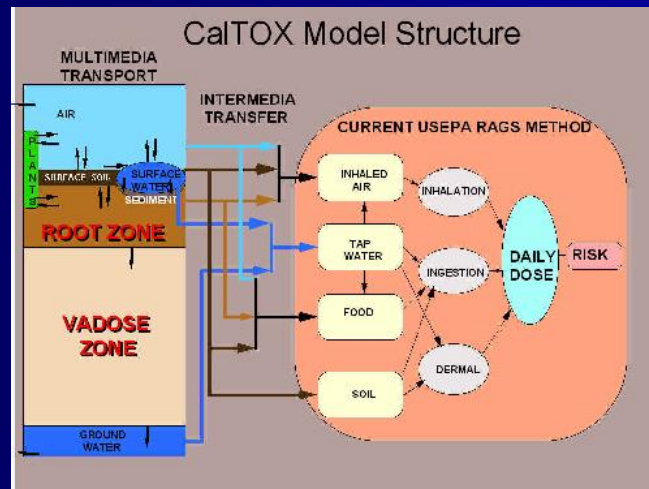 CalTOX Model Structure
MULTIMEDIA
TRANSPORT
INTERMEDIA
TRANSFER
CURRENT USEPA RAGS METHOD
AIR
PLANTS
SURFACE SOIL
SURFACE
WATER
SEDIMENT
ROOT ZONE
VADOSE
ZONE
GROUND
WATER
INHALED
AIR
TAP
WATER
FOOD
SOIL
INHALATION
INGESTION
DERMAL
DAILY
DOSE
RISK